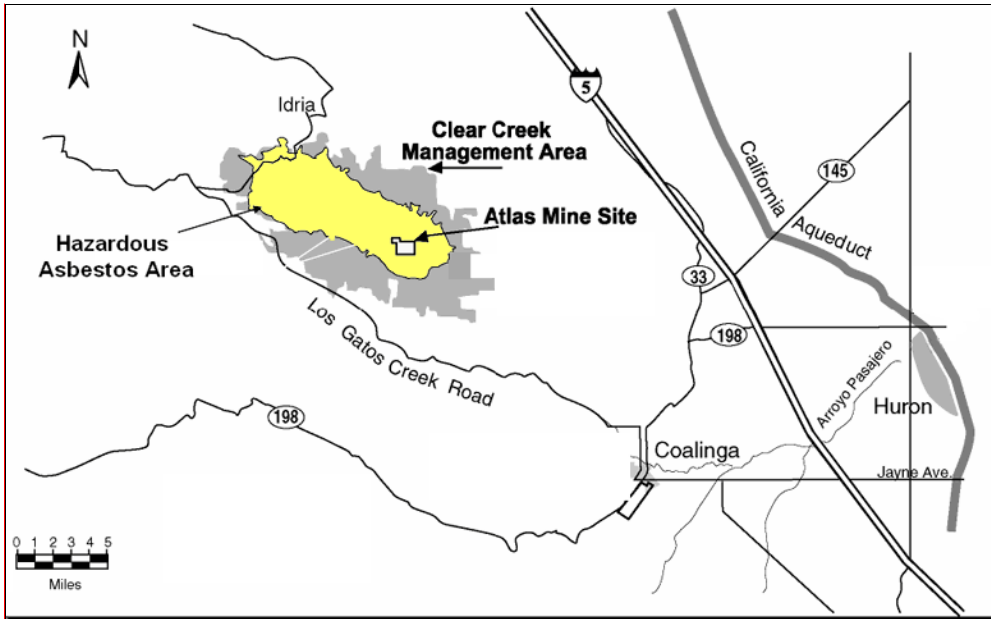 N
Idria
Clear Creek
Management Area
5
California
Aqueduct
145
Atlas Mine Site
Hazardous
Asbestos Area
33
198
Los Gatos Creek Road
Arroyo Pasajero
Huron
198
Coalinga
Jayne Ave.
0 1 2 3 4 5
Miles